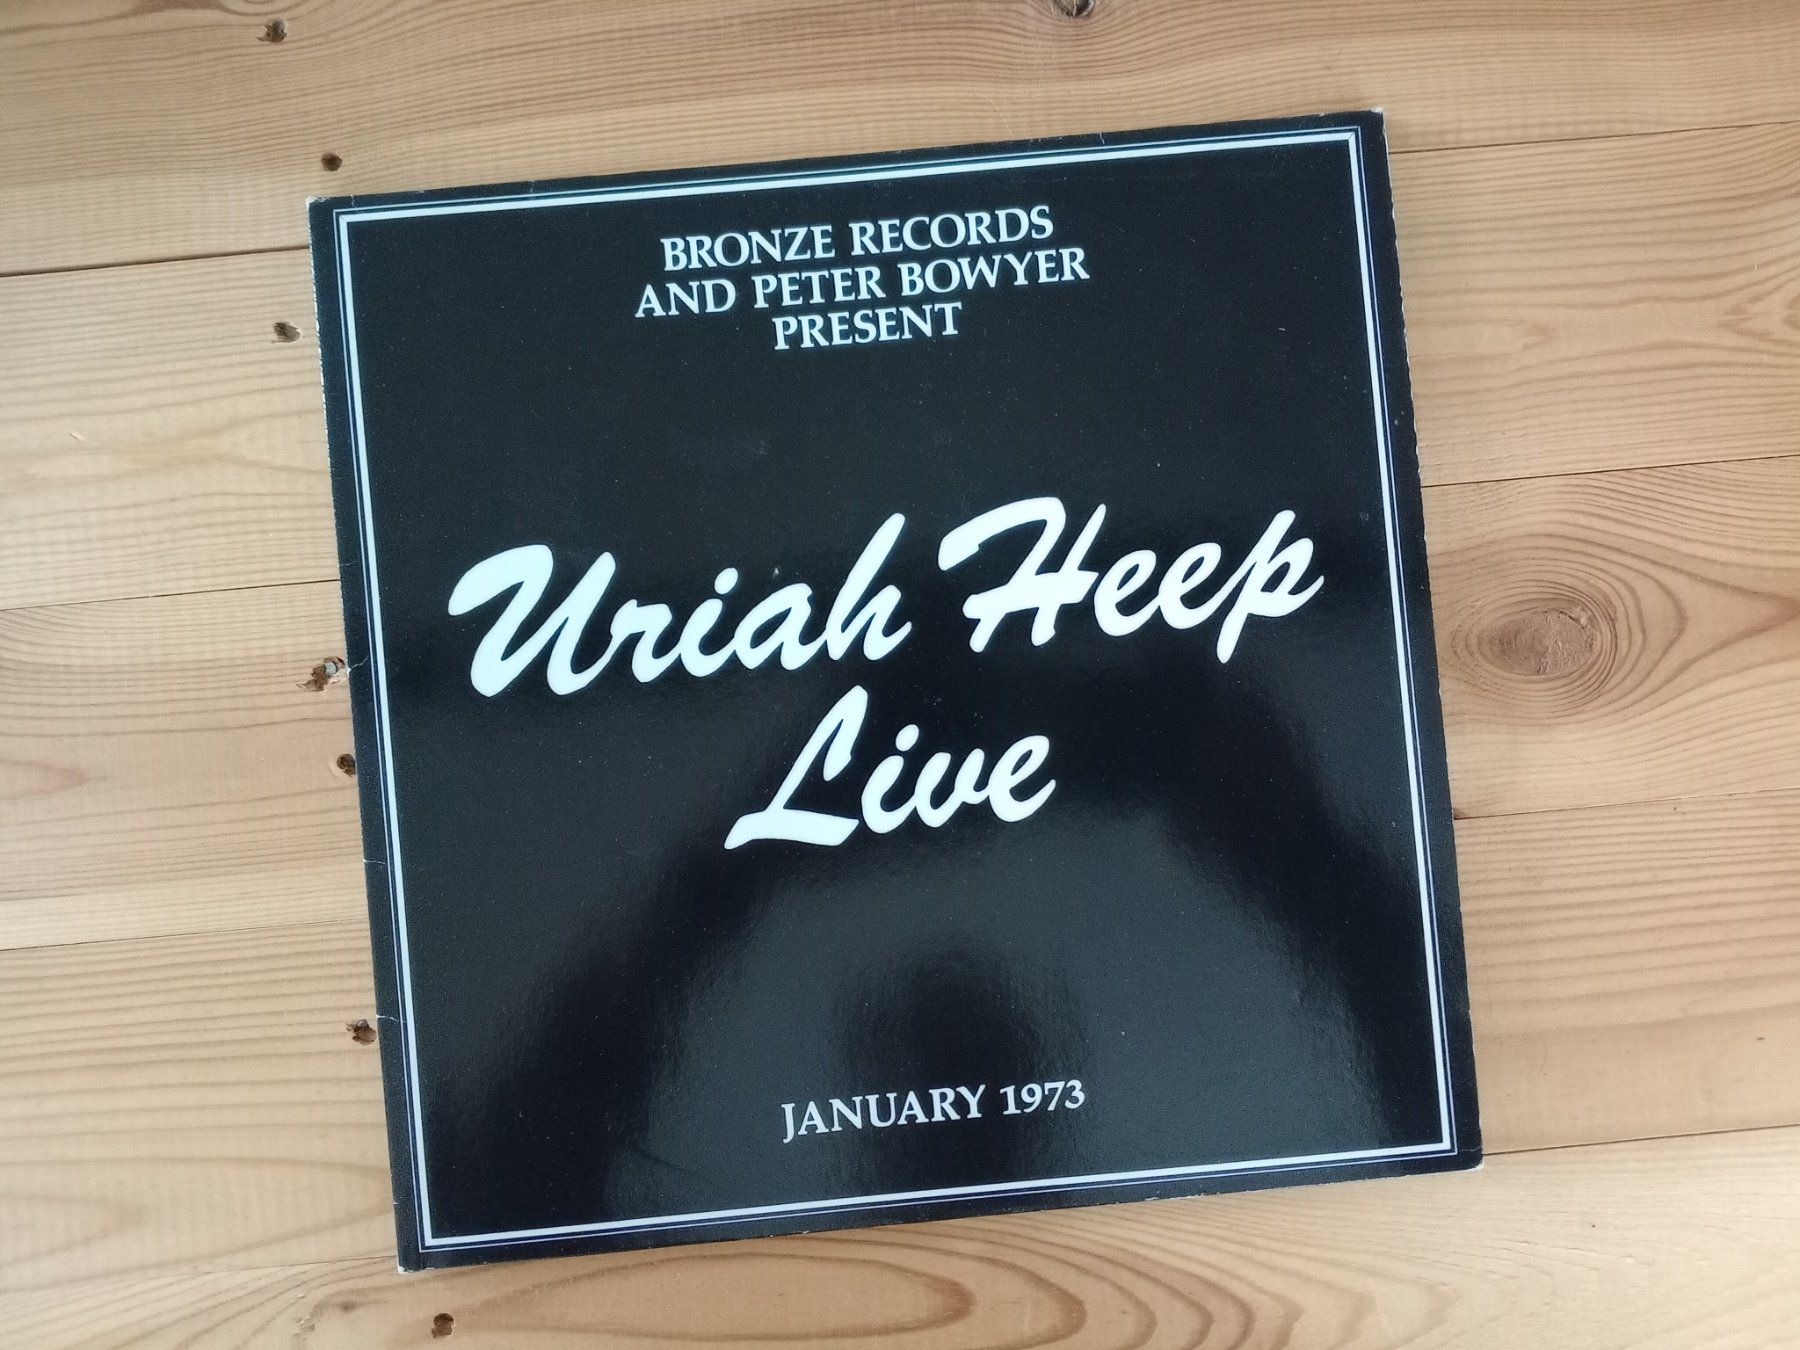 BRONZE RECORDS
AND PETER BOWYER
PRESENT
Uriah Heep
Live
JANUARY 1973